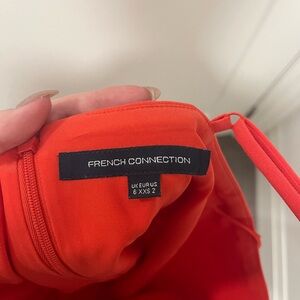 FRENCH CONNECTION
UK EUR US
6 XXS 2